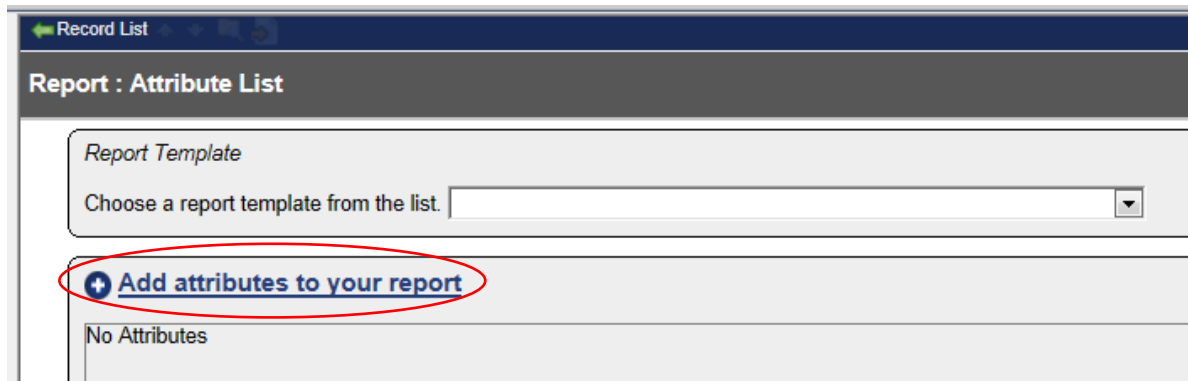 Record List
Report : Attribute List
Report Template
Choose a report template from the list.
Add attributes to your report
No Attributes